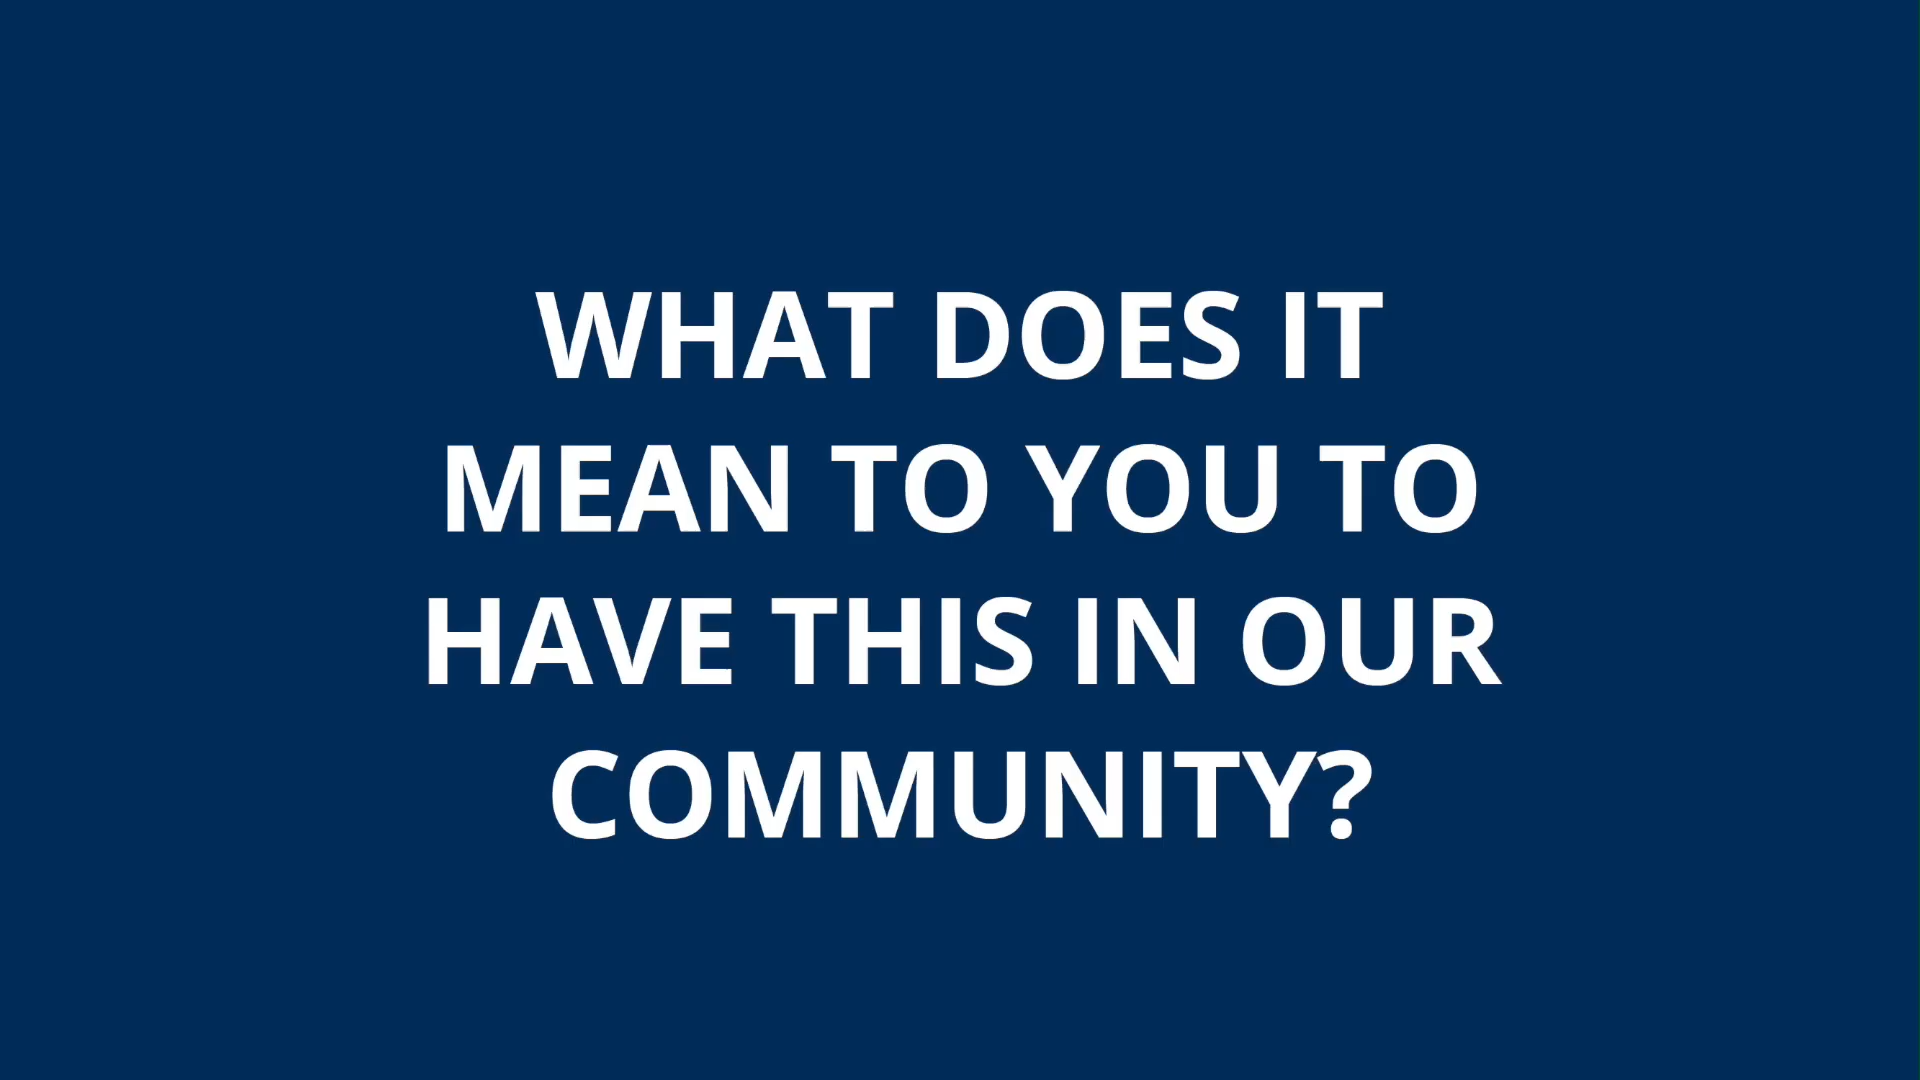 WHAT DOES IT
MEAN TO YOU TO
HAVE THIS IN OUR
COMMUNITY?